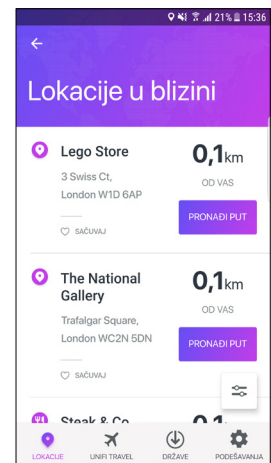 21% 15:36
Lokacije u blizini
Lego Store
3 Swiss Ct,
London W1D 6AP
SAČUVAJ
0,1km
OD VAS
PRONAĐI PUT
The National
Gallery
Trafalgar Square,
London WC2N 5DN
SAČUVAJ
0,1km
OD VAS
PRONAĐI PUT
Steak & Co
0,1
LOKACIJE
UNIFI TRAVEL
DRŽAVE
PODEŠAVANJA